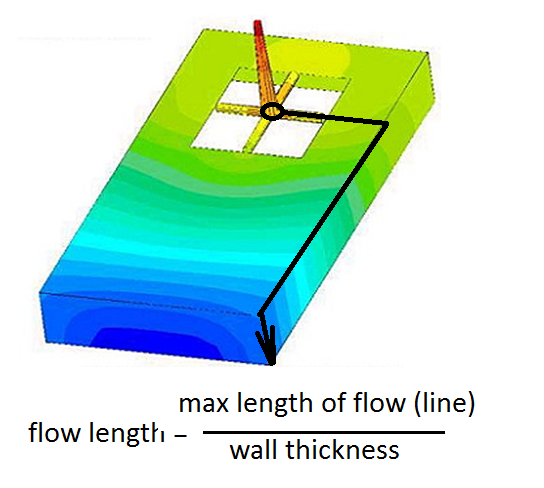 max length of flow (line)
flow length =
wall thickness